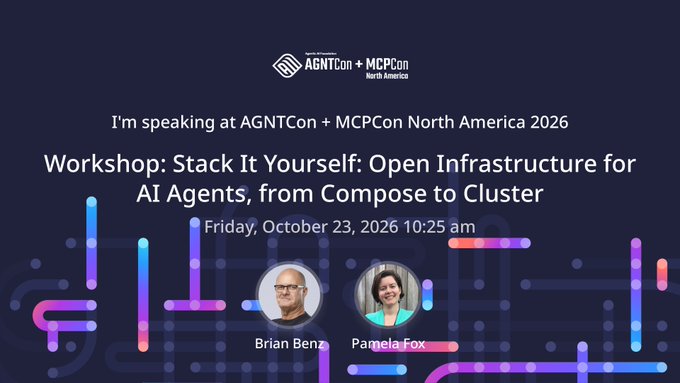 Agentic AI Foundation
AGNTCon + MCPCon
North America
I'm speaking at AGNTCon + MCPCon North America 2026
Workshop: Stack It Yourself: Open Infrastructure for
AI Agents, from Compose to Cluster
Friday, October 23, 2026 10:25 am
Brian Benz
Pamela Fox